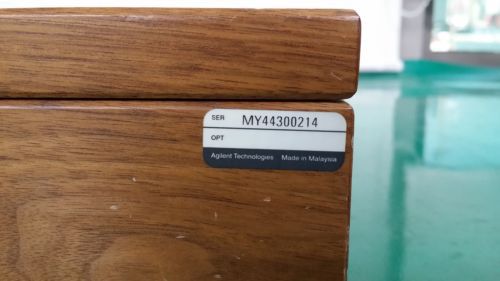 SER MY44300214
OPT
Agilent Technologies Made in Malaysia